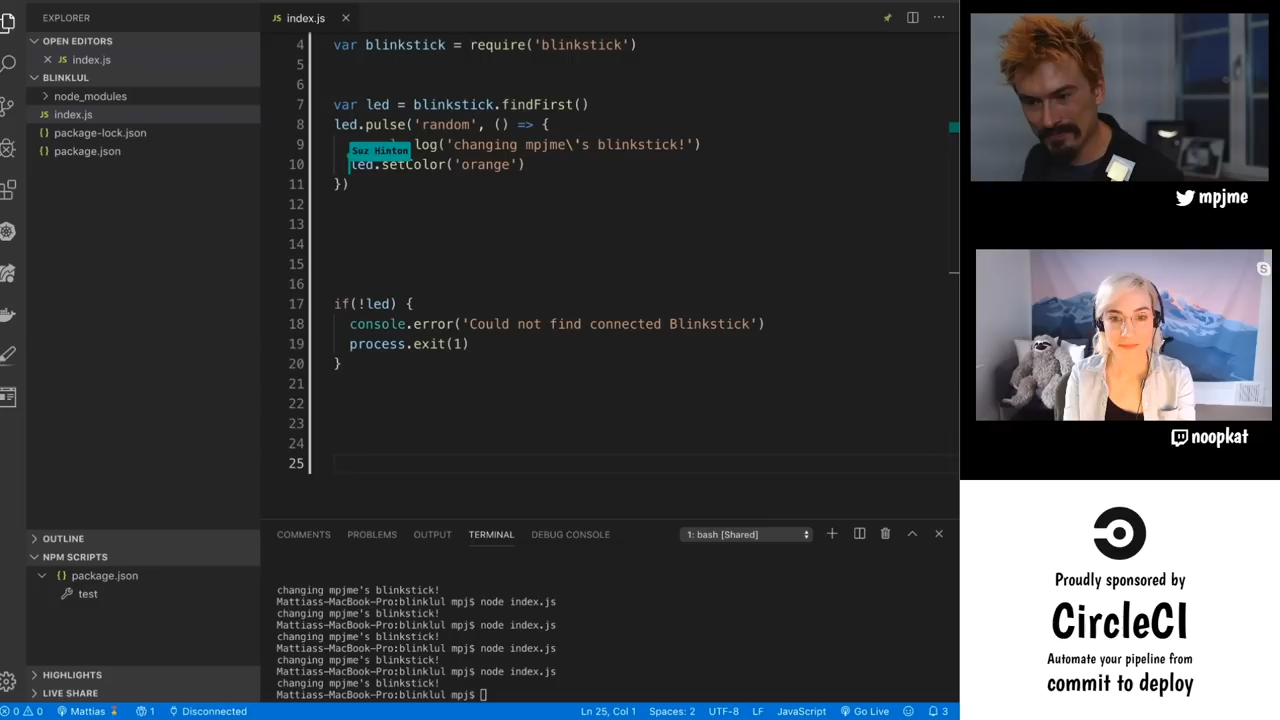 EXPLORER
OPEN EDITORS
JS index.js
BLINKLUL
node_modules
JS index.js
{} package-lock.json
{} package.json
OUTLINE
NPM SCRIPTS
{} package.json
test
HIGHLIGHTS
LIVE SHARE
JS index.js
4 var blinkstick = require('blinkstick')
5
6
7 var led = blinkstick.findFirst()
8 led.pulse('random', () => {
Suz Hinton
9 log('changing mpjme\'s blinkstick!')
10 led.setColor('orange')
11 })
12
13
14
15
16
17 if(!led) {
18 console.error('Could not find connected Blinkstick')
19 process.exit(1)
20 }
21
22
23
24
25
COMMENTS PROBLEMS OUTPUT TERMINAL DEBUG CONSOLE 1: bash [Shared]
changing mpjme's blinkstick!
Mattiass-MacBook-Pro:blinklul mpj$ node index.js
changing mpjme's blinkstick!
Mattiass-MacBook-Pro:blinklul mpj$ node index.js
changing mpjme's blinkstick!
Mattiass-MacBook-Pro:blinklul mpj$ node index.js
changing mpjme's blinkstick!
Mattiass-MacBook-Pro:blinklul mpj$ node index.js
changing mpjme's blinkstick!
Mattiass-MacBook-Pro:blinklul mpj$
0 0 Mattias 1 Disconnected Ln 25, Col 1 Spaces: 2 UTF-8 LF JavaScript Go Live 3
mpjme
S
noopkat
Proudly sponsored by
CircleCI
Automate your pipeline from
commit to deploy